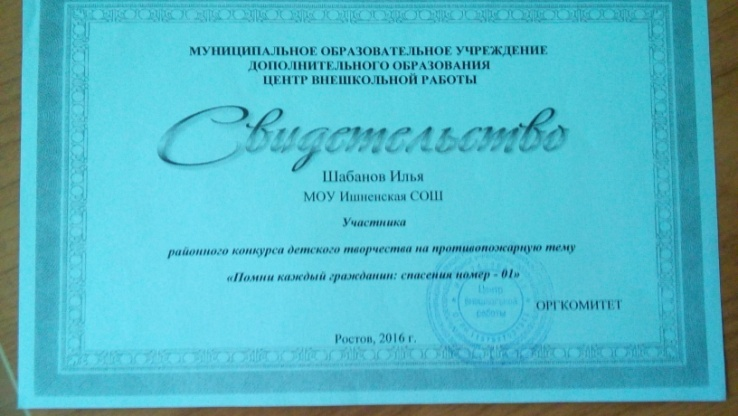 МУНИЦИПАЛЬНОЕ ОБРАЗОВАТЕЛЬНОЕ УЧРЕЖДЕНИЕ
ДОПОЛНИТЕЛЬНОГО ОБРАЗОВАНИЯ
ЦЕНТР ВНЕШКОЛЬНОЙ РАБОТЫ
Свидетельство
Шабанов Илья
МОУ Ишненская СОШ
Участника
районного конкурса детского творчества на противопожарную тему
«Помни каждый гражданин: спасения номер - 01»
Центр
внешкольной
работы
ОРГКОМИТЕТ
Ростов, 2016 г.